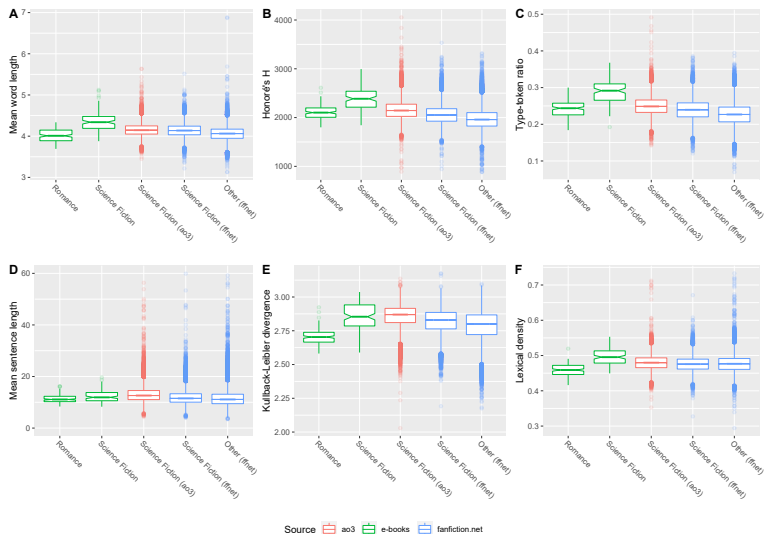 A
Mean word length
7
6
5
4
3
Romance
Science Fiction
Science Fiction (ao3)
Science Fiction (ffnet)
Other (ffnet)
B
Honoré's H
4000
3000
2000
1000
Romance
Science Fiction
Science Fiction (ao3)
Science Fiction (ffnet)
Other (ffnet)
C
Type-token ratio
0.5
0.4
0.3
0.2
0.1
Romance
Science Fiction
Science Fiction (ao3)
Science Fiction (ffnet)
Other (ffnet)
D
Mean sentence length
60
40
20
0
Romance
Science Fiction
Science Fiction (ao3)
Science Fiction (ffnet)
Other (ffnet)
E
Kullback-Leibler divergence
3.00
2.75
2.50
2.25
2.00
Romance
Science Fiction
Science Fiction (ao3)
Science Fiction (ffnet)
Other (ffnet)
F
Lexical density
0.7
0.6
0.5
0.4
0.3
Romance
Science Fiction
Science Fiction (ao3)
Science Fiction (ffnet)
Other (ffnet)
Source ao3 e-books fanfiction.net